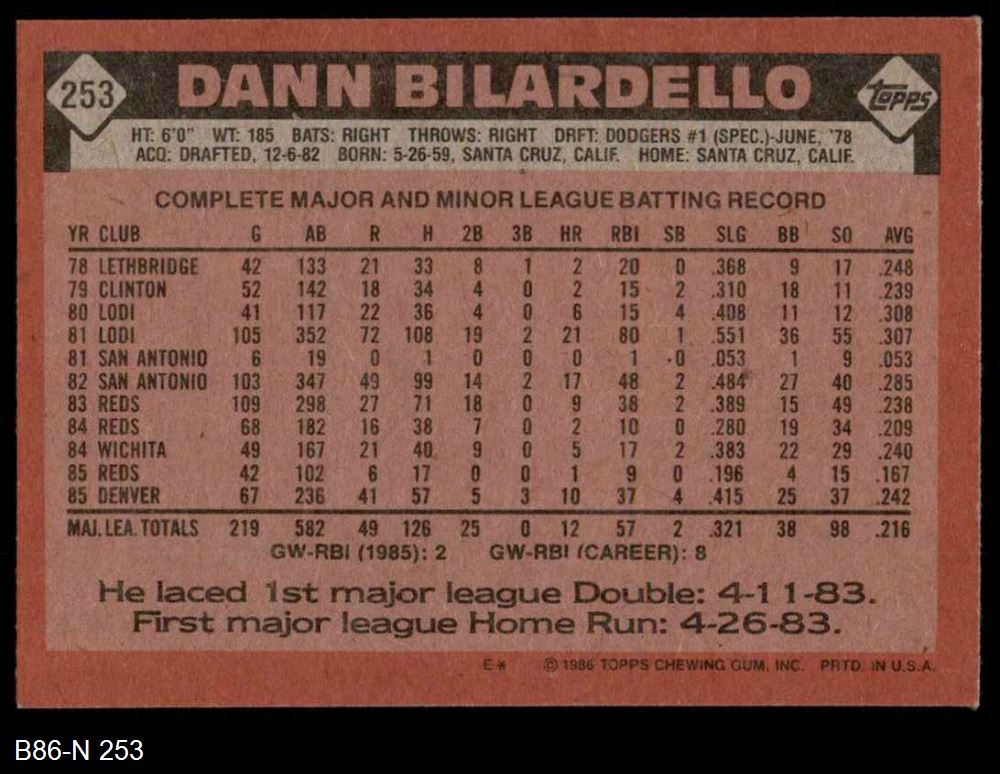 253 DANN BILARDELLO Topps
HT: 6'0" WT: 185 BATS: RIGHT THROWS: RIGHT DRFT: DODGERS #1 (SPEC.)-JUNE, '78
ACQ: DRAFTED, 12-6-82 BORN: 5-26-59, SANTA CRUZ, CALIF. HOME: SANTA CRUZ, CALIF.
COMPLETE MAJOR AND MINOR LEAGUE BATTING RECORD
YR CLUB G AB R H 2B 3B HR RBI SB SLG BB SO AVG
78 LETHBRIDGE 42 133 21 33 8 1 2 20 0 .368 9 17 .248
79 CLINTON 52 142 18 34 4 0 2 15 2 .310 18 11 .239
80 LODI 41 117 22 36 4 0 6 15 4 .408 11 12 .308
81 LODI 105 352 72 108 19 2 21 80 1 .551 36 55 .307
81 SAN ANTONIO 6 19 0 1 0 0 0 1 0 .053 1 9 .053
82 SAN ANTONIO 103 347 49 99 14 2 17 48 2 .484 27 40 .285
83 REDS 109 298 27 71 18 0 9 38 2 .389 15 49 .238
84 REDS 68 182 16 38 7 0 2 10 0 .280 19 34 .209
84 WICHITA 49 167 21 40 9 0 5 17 2 .383 22 29 .240
85 REDS 42 102 6 17 0 0 1 9 0 .196 4 15 .167
85 DENVER 67 236 41 57 5 3 10 37 4 .415 25 37 .242
MAJ. LEA. TOTALS 219 582 49 126 25 0 12 57 2 .321 38 98 .216
GW-RBI (1985): 2 GW-RBI (CAREER): 8
He laced 1st major league Double: 4-11-83.
First major league Home Run: 4-26-83.
E* © 1986 TOPPS CHEWING GUM, INC. PRTD. IN U.S.A.
B86-N 253